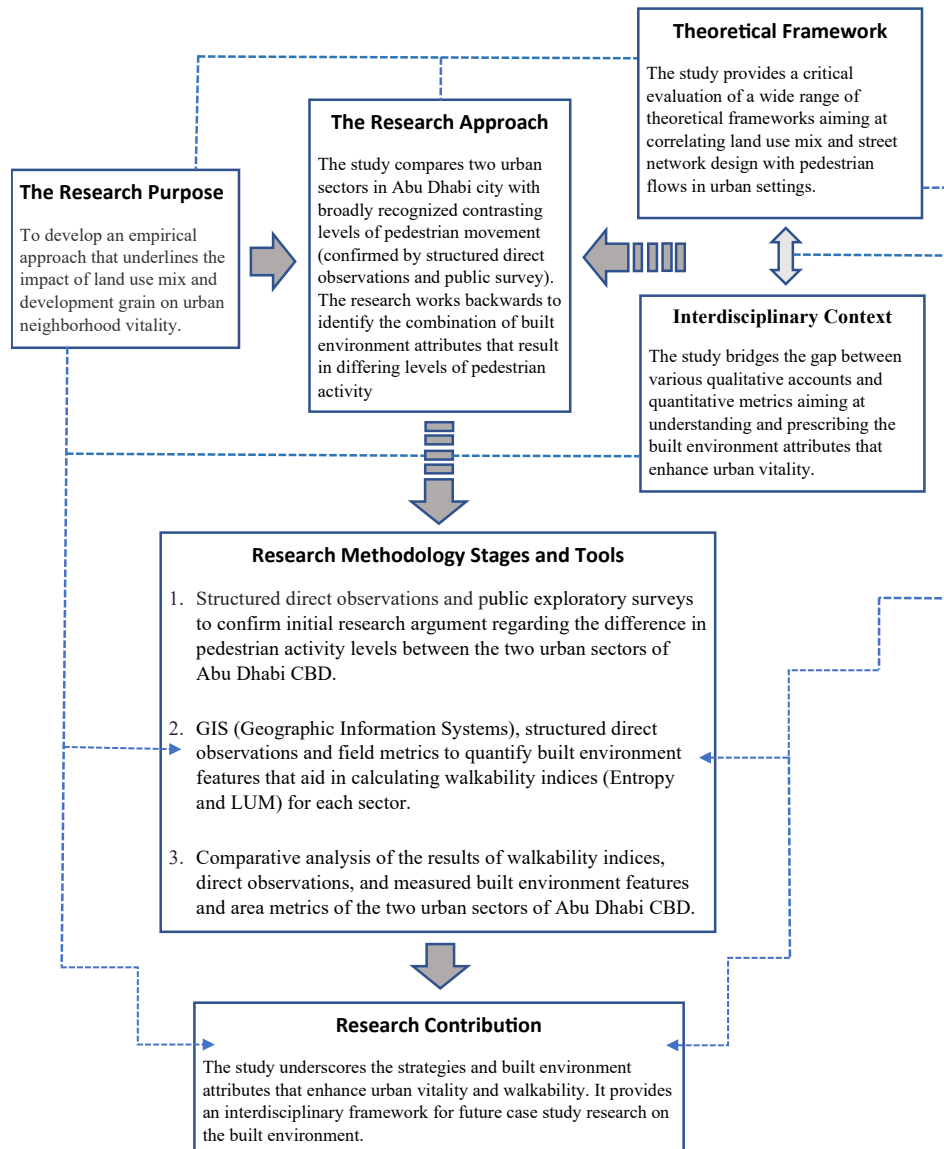 Theoretical Framework
The study provides a critical
evaluation of a wide range of
theoretical frameworks aiming at
correlating land use mix and street
network design with pedestrian
flows in urban settings.
The Research Approach
The study compares two urban
sectors in Abu Dhabi city with
broadly recognized contrasting
levels of pedestrian movement
(confirmed by structured direct
observations and public survey).
The research works backwards to
identify the combination of built
environment attributes that result
in differing levels of pedestrian
activity
The Research Purpose
To develop an empirical
approach that underlines the
impact of land use mix and
development grain on urban
neighborhood vitality.
Interdisciplinary Context
The study bridges the gap between
various qualitative accounts and
quantitative metrics aiming at
understanding and prescribing the
built environment attributes that
enhance urban vitality.
Research Methodology Stages and Tools
1. Structured direct observations and public exploratory surveys
to confirm initial research argument regarding the difference in
pedestrian activity levels between the two urban sectors of
Abu Dhabi CBD.
2. GIS (Geographic Information Systems), structured direct
observations and field metrics to quantify built environment
features that aid in calculating walkability indices (Entropy
and LUM) for each sector.
3. Comparative analysis of the results of walkability indices,
direct observations, and measured built environment features
and area metrics of the two urban sectors of Abu Dhabi CBD.
Research Contribution
The study underscores the strategies and built environment
attributes that enhance urban vitality and walkability. It provides
an interdisciplinary framework for future case study research on
the built environment.